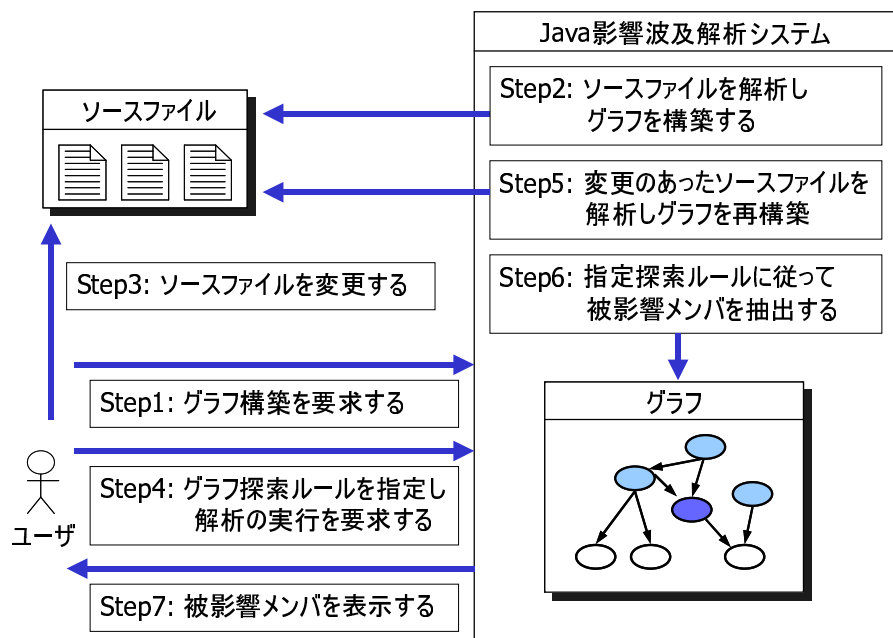 Java影響波及解析システム
Step2: ソースファイルを解析し
グラフを構築する
ソースファイル
Step5: 変更のあったソースファイルを
解析しグラフを再構築
Step3: ソースファイルを変更する
Step6: 指定探索ルールに従って
被影響メンバを抽出する
Step1: グラフ構築を要求する
グラフ
Step4: グラフ探索ルールを指定し
解析の実行を要求する
ユーザ
Step7: 被影響メンバを表示する